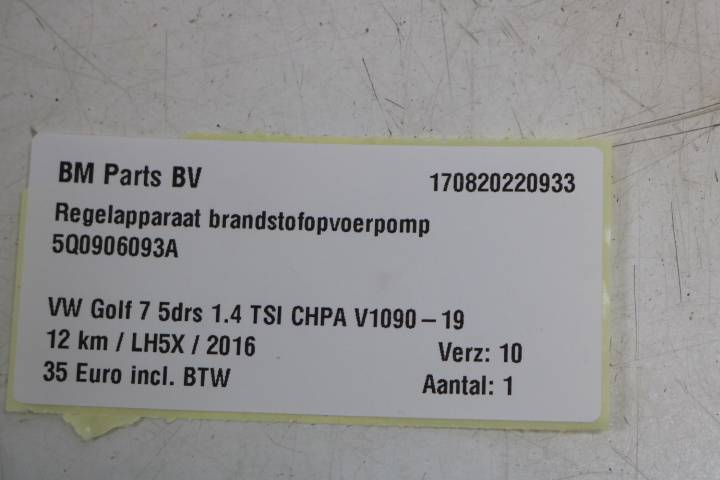 BM Parts BV 170820220933
Regelapparaat brandstofopvoerpomp
5Q0906093A
VW Golf 7 5drs 1.4 TSI CHPA V1090 – 19
12 km / LH5X / 2016 Verz: 10
35 Euro incl. BTW Aantal: 1